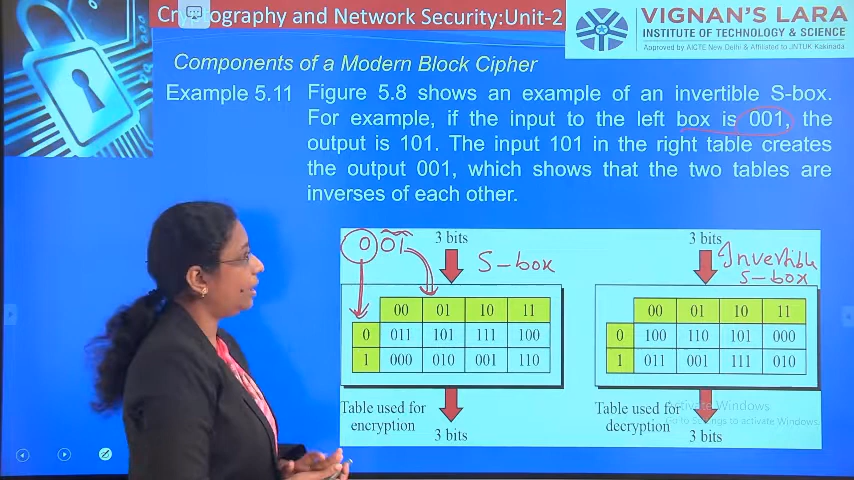 Cryptography and Network Security:Unit-2
VIGNAN'S LARA
INSTITUTE OF TECHNOLOGY & SCIENCE
Approved by AICTE New Delhi & Affiliated to JNTUK Kakinada
Components of a Modern Block Cipher
Example 5.11 Figure 5.8 shows an example of an invertible S-box.
For example, if the input to the left box is 001, the
output is 101. The input 101 in the right table creates
the output 001, which shows that the two tables are
inverses of each other.
0 01 3 bits S-box
3 bits Invertible
S-box
00 01 10 11
0 011 101 111 100
1 000 010 001 110
Table used for
encryption
3 bits
00 01 10 11
0 100 110 101 000
1 011 001 111 010
Table used for
decryption
3 bits
Activate Windows
Go to Settings to activate Windows.